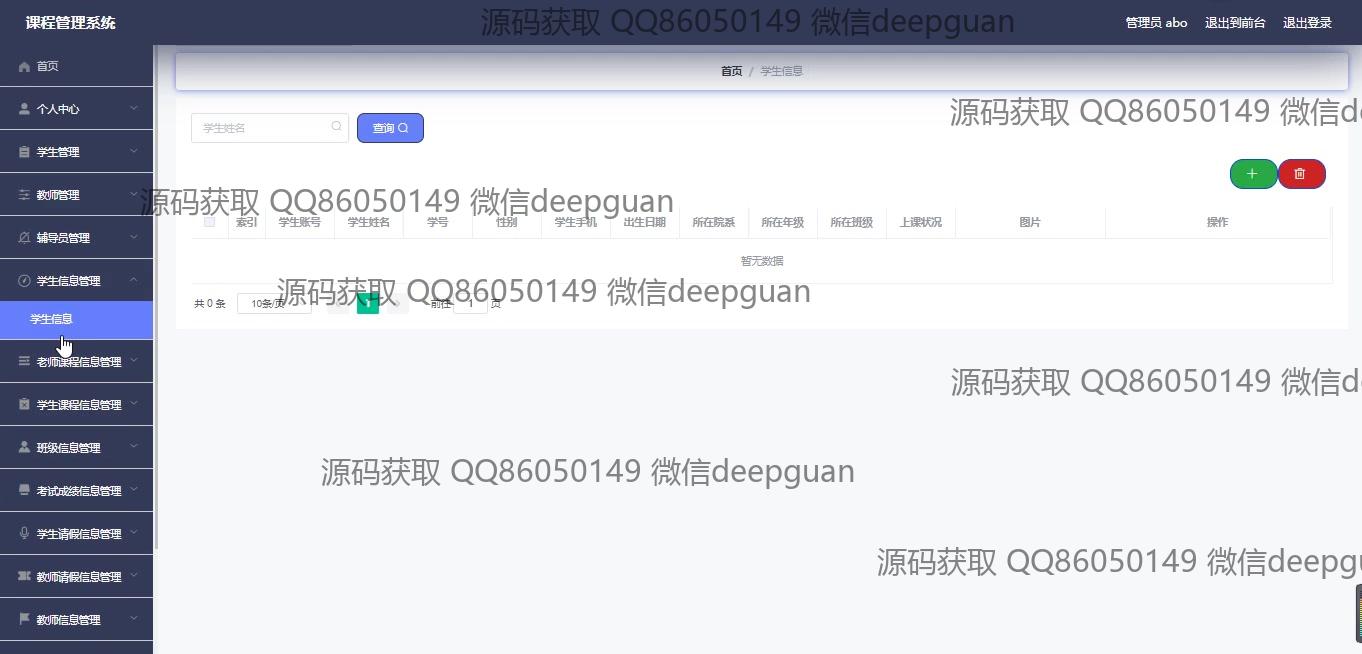 课程管理系统
源码获取 QQ86050149 微信deepguan
管理员 abo 退出到前台 退出登录
首页
个人中心
学生管理
教师管理
辅导员管理
学生信息管理
学生信息
老师课程信息管理
学生课程信息管理
班级信息管理
考试成绩信息管理
学生请假信息管理
教师请假信息管理
教师信息管理
首页 / 学生信息
源码获取 QQ86050149 微信de
学生姓名 查询
源码获取 QQ86050149 微信deepguan
索引 学生账号 学生姓名 学号 性别 学生手机 出生日期 所在院系 所在年级 所在班级 上课状况 图片 操作
暂无数据
源码获取 QQ86050149 微信deepguan
共 0 条 10条/页 1 前往 1 页
源码获取 QQ86050149 微信de
源码获取 QQ86050149 微信deepguan
源码获取 QQ86050149 微信deepgu